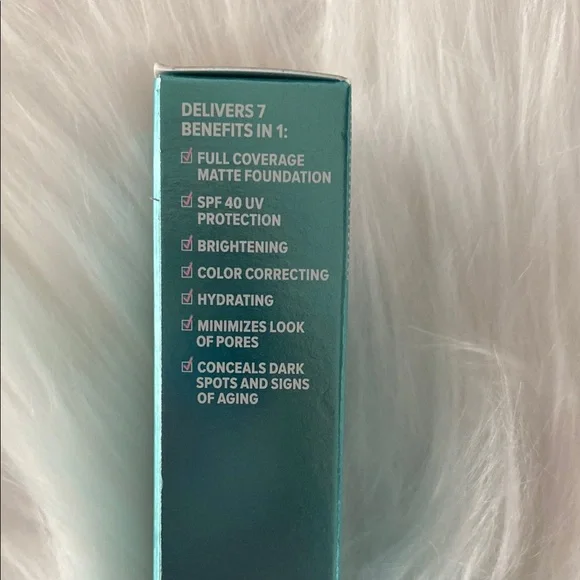 DELIVERS 7
BENEFITS IN 1:
FULL COVERAGE
MATTE FOUNDATION
SPF 40 UV
PROTECTION
BRIGHTENING
COLOR CORRECTING
HYDRATING
MINIMIZES LOOK
OF PORES
CONCEALS DARK
SPOTS AND SIGNS
OF AGING